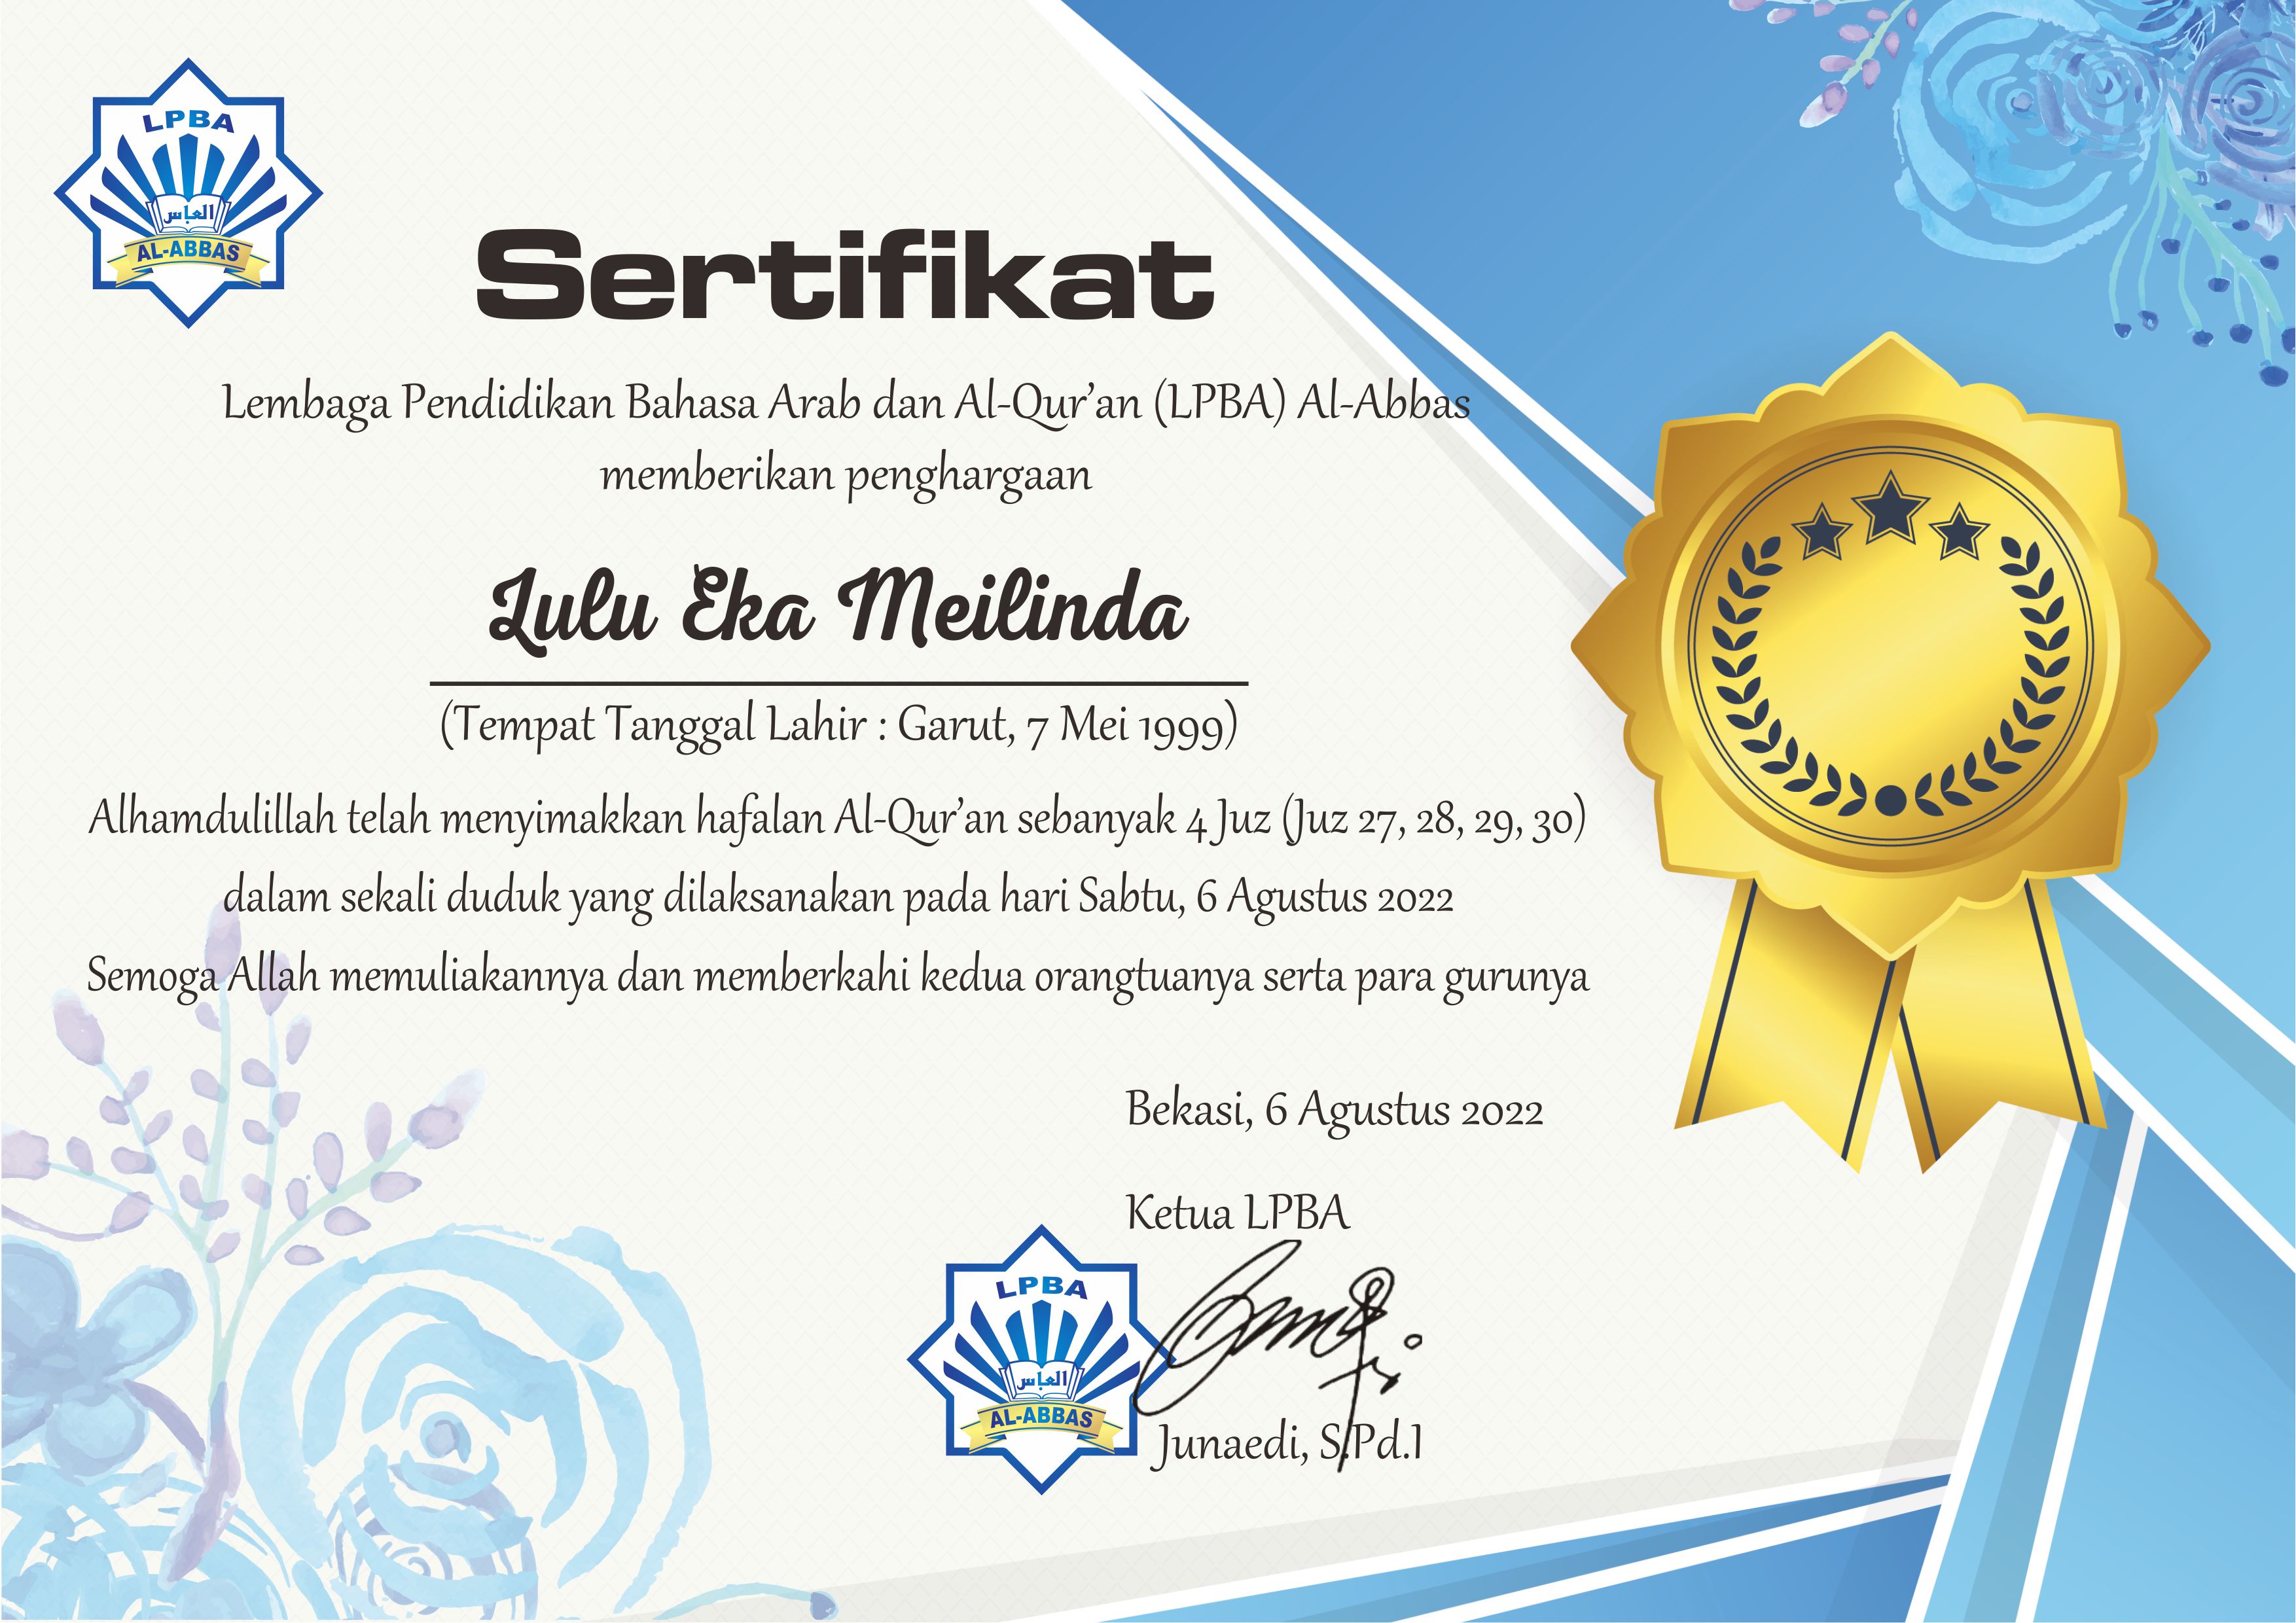 LPBA
العباس
AL-ABBAS
Sertifikat
Lembaga Pendidikan Bahasa Arab dan Al-Qur’an (LPBA) Al-Abbas
memberikan penghargaan
Lulu Eka Meilinda
(Tempat Tanggal Lahir : Garut, 7 Mei 1999)
Alhamdulillah telah menyimakkan hafalan Al-Qur’an sebanyak 4 Juz (Juz 27, 28, 29, 30)
dalam sekali duduk yang dilaksanakan pada hari Sabtu, 6 Agustus 2022
Semoga Allah memuliakannya dan memberkahi kedua orangtuanya serta para gurunya
Bekasi, 6 Agustus 2022
Ketua LPBA
LPBA
العباس
AL-ABBAS
Junaedi, S.Pd.I